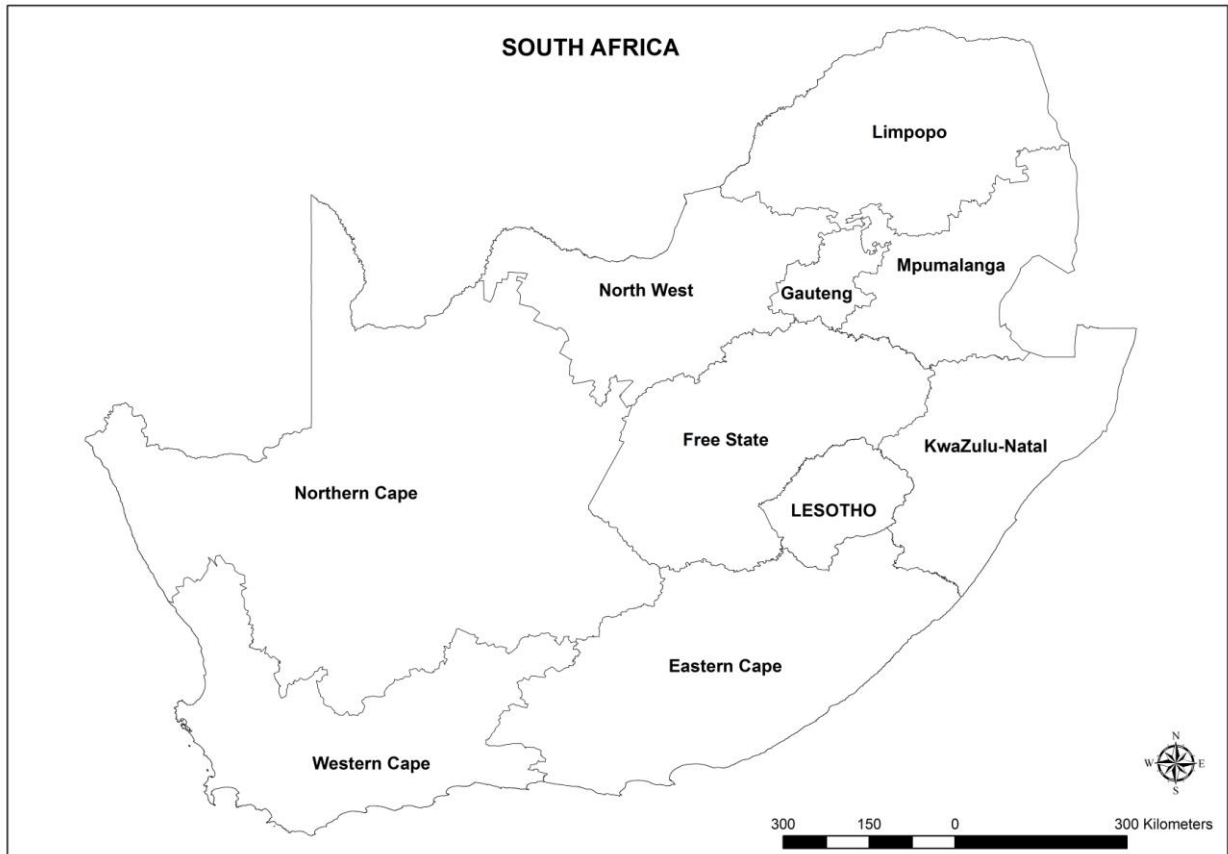 SOUTH AFRICA
Limpopo
Mpumalanga
North West
Gauteng
Free State
KwaZulu-Natal
Northern Cape
LESOTHO
Eastern Cape
Western Cape
N
W E
S
300 150 0 300 Kilometers